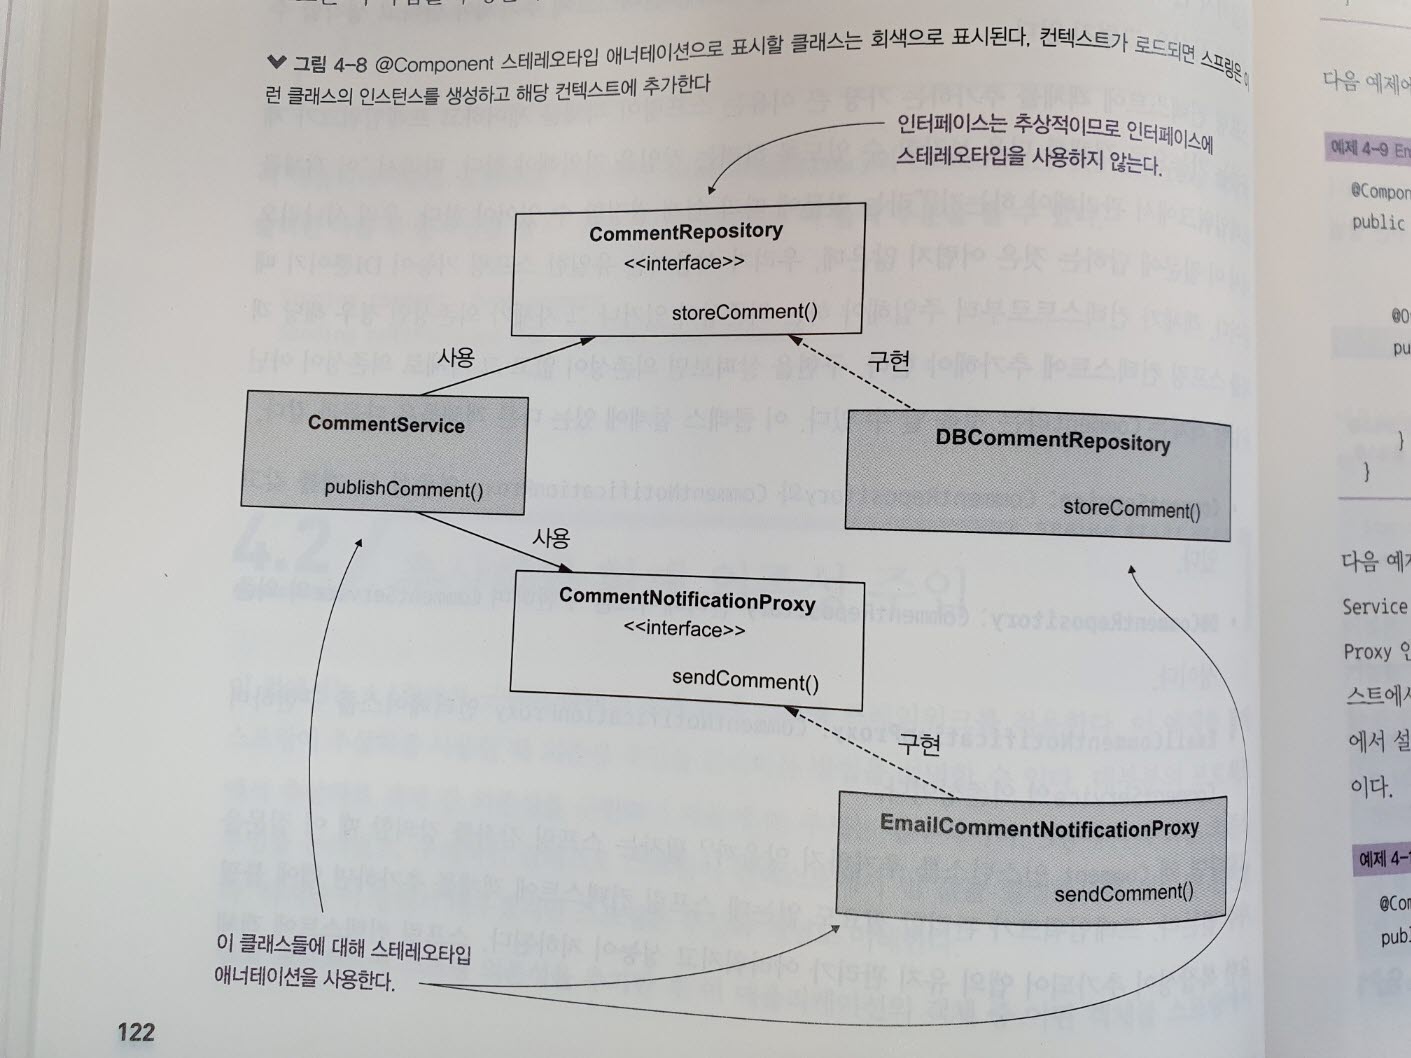 그림 4-8 @Component 스테레오타입 애너테이션으로 표시할 클래스는 회색으로 표시된다. 컨텍스트가 로드되면 스프링은 이
런 클래스의 인스턴스를 생성하고 해당 컨텍스트에 추가한다
인터페이스는 추상적이므로 인터페이스에
스테레오타입을 사용하지 않는다.
CommentRepository
<<interface>>
storeComment()
사용
구현
CommentService
publishComment()
DBCommentRepository
storeComment()
사용
CommentNotificationProxy
<<interface>>
sendComment()
구현
EmailCommentNotificationProxy
sendComment()
이 클래스들에 대해 스테레오타입
애너테이션을 사용한다.
122
다음 예제에
예제 4-9
public
}
}
다음
Service
Proxy
스트에서
에서
이다.
예제